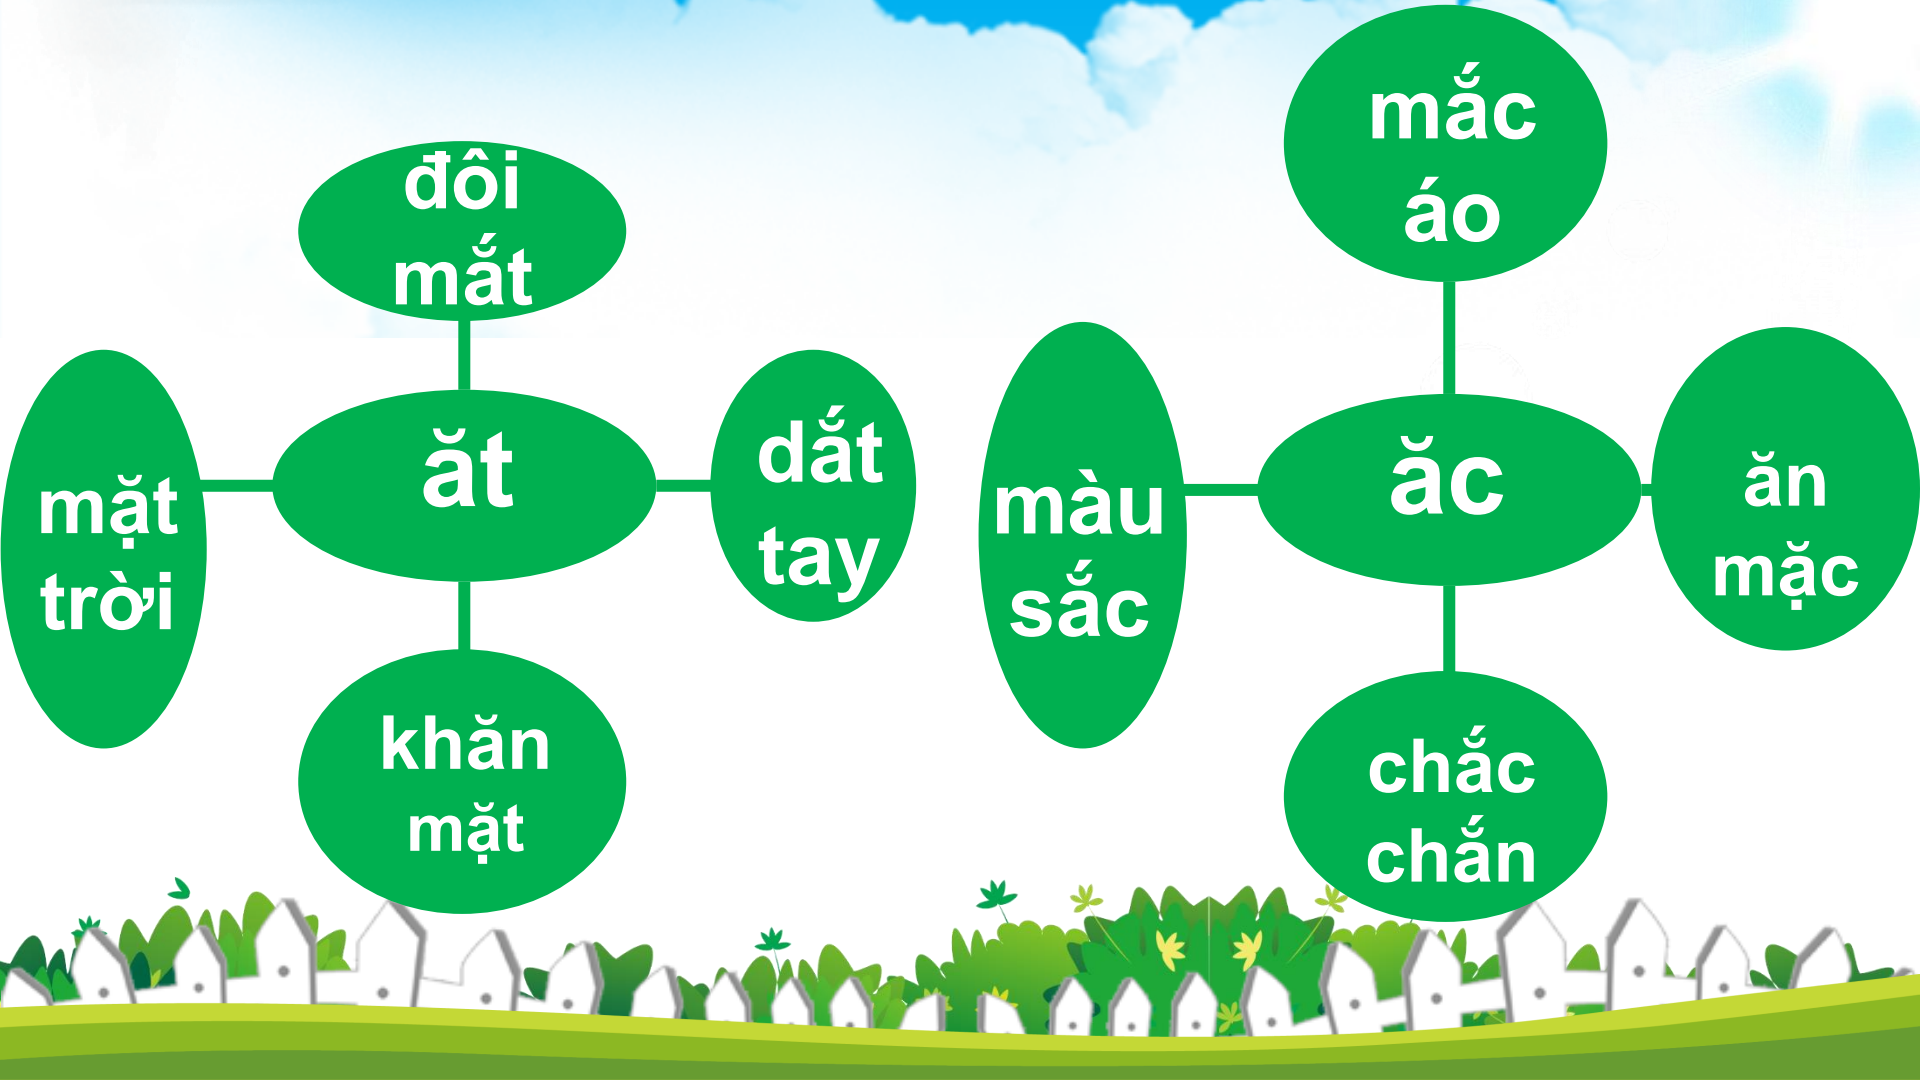 đôi
mắt
mặt
trời
ăt
dắt
tay
khăn
mặt
mắc
áo
màu
sắc
ăc
ăn
mặc
chắc
chắn